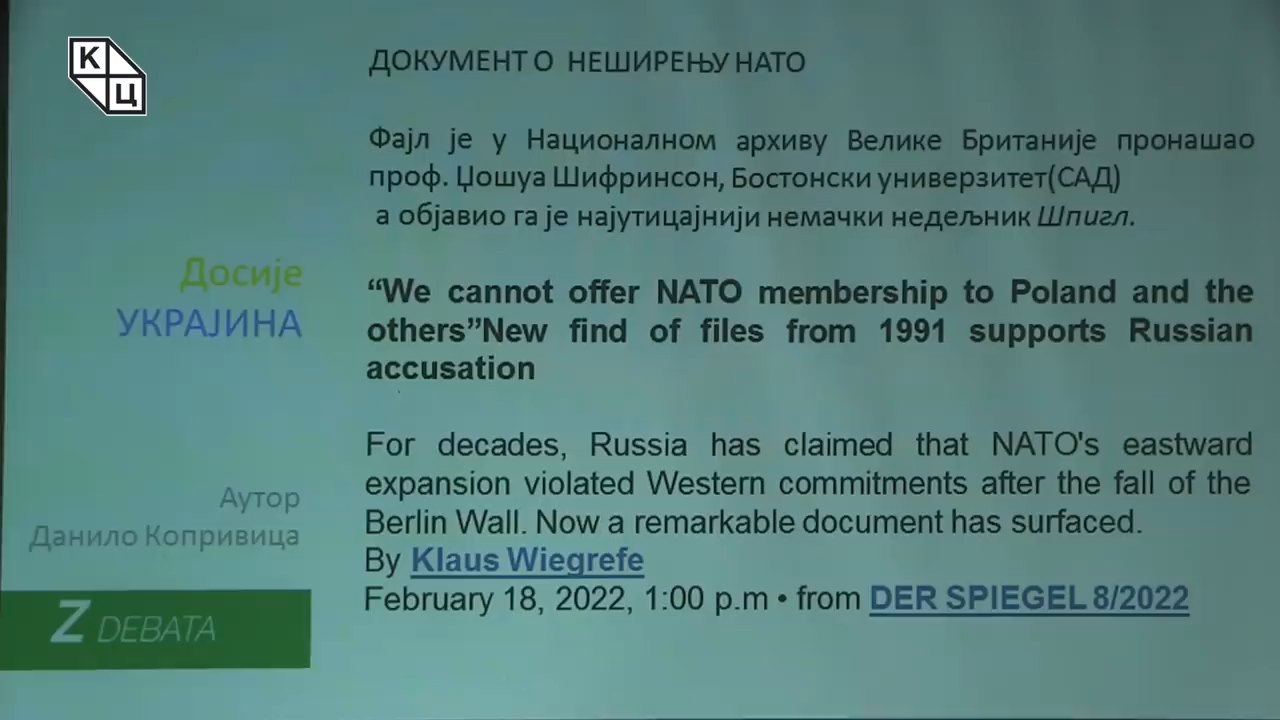 К
Ц
ДОКУМЕНТ О НЕШИРЕЊУ НАТО
Фајл је у Националном архиву Велике Британије пронашао
проф. Џошуа Шифринсон, Бостонски универзитет(САД)
а објавио га је најутицајнији немачки недељник Шпигл.
Досије
УКРАЈИНА
“We cannot offer NATO membership to Poland and the
others”New find of files from 1991 supports Russian
accusation
For decades, Russia has claimed that NATO's eastward
expansion violated Western commitments after the fall of the
Berlin Wall. Now a remarkable document has surfaced.
By Klaus Wiegrefe
February 18, 2022, 1:00 p.m • from DER SPIEGEL 8/2022
Аутор
Данило Копривица
Z DEBATA